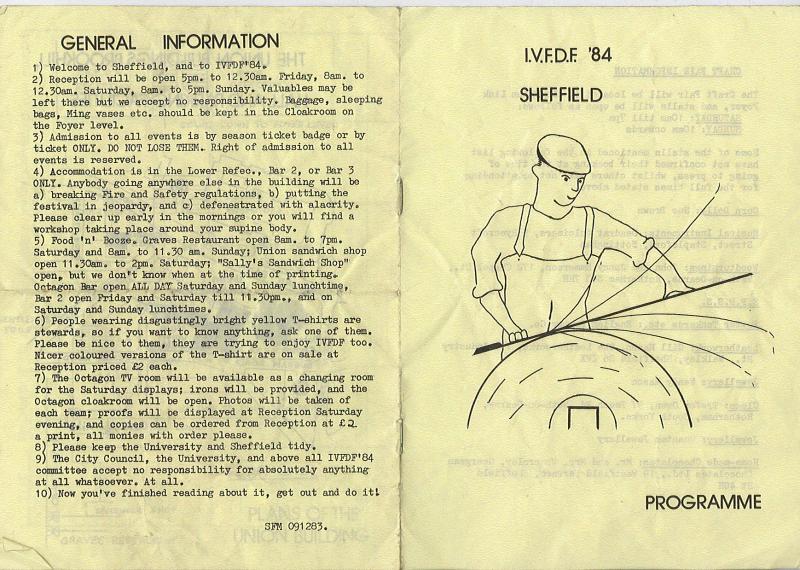 GENERAL INFORMATION
1) Welcome to Sheffield, and to IVFDF'84.
2) Reception will be open 5pm. to 12.30am. Friday, 8am. to
12.30am. Saturday, 8am. to 5pm. Sunday. Valuables may be
left there but we accept no responsibility. Baggage, sleeping
bags, Ming vases etc. should be kept in the Cloakroom on
the Foyer level.
3) Admission to all events is by season ticket badge or by
ticket ONLY. DO NOT LOSE THEM. Right of admission to all
events is reserved.
4) Accommodation is in the Lower Refec., Bar 2, or Bar 3
ONLY. Anybody going anywhere else in the building will be
a) breaking Fire and Safety regulations, b) putting the
festival in jeopardy, and c) defenestrated with alacrity.
Please clear up early in the mornings or you will find a
workshop taking place around your supine body.
5) Food 'n' Booze. Graves Restaurant open 8am. to 7pm.
Saturday and 8am. to 11.30 am. Sunday; Union sandwich shop
open 11.30am. to 2pm. Saturday; "Sally's Sandwich Shop"
open, but we don't know when at the time of printing.
Octagon Bar open ALL DAY Saturday and Sunday lunchtime,
Bar 2 open Friday and Saturday till 11.30pm., and on
Saturday and Sunday lunchtimes.
6) People wearing disgustingly bright yellow T-shirts are
stewards, so if you want to know anything, ask one of them.
Please be nice to them, they are trying to enjoy IVFDF too.
Nicer coloured versions of the T-shirt are on sale at
Reception priced £2 each.
7) The Octagon TV room will be available as a changing room
for the Saturday displays; irons will be provided, and the
Octagon cloakroom will be open. Photos will be taken of
each team; proofs will be displayed at Reception Saturday
evening, and copies can be ordered from Reception at £2
a print, all monies with order please.
8) Please keep the University and Sheffield tidy.
9) The City Council, the University, and above all IVFDF'84
committee accept no responsibility for absolutely anything
at all whatsoever. At all.
10) Now you've finished reading about it, get out and do it!
SFM 091283.
I.V.F.D.F. '84
SHEFFIELD
PROGRAMME